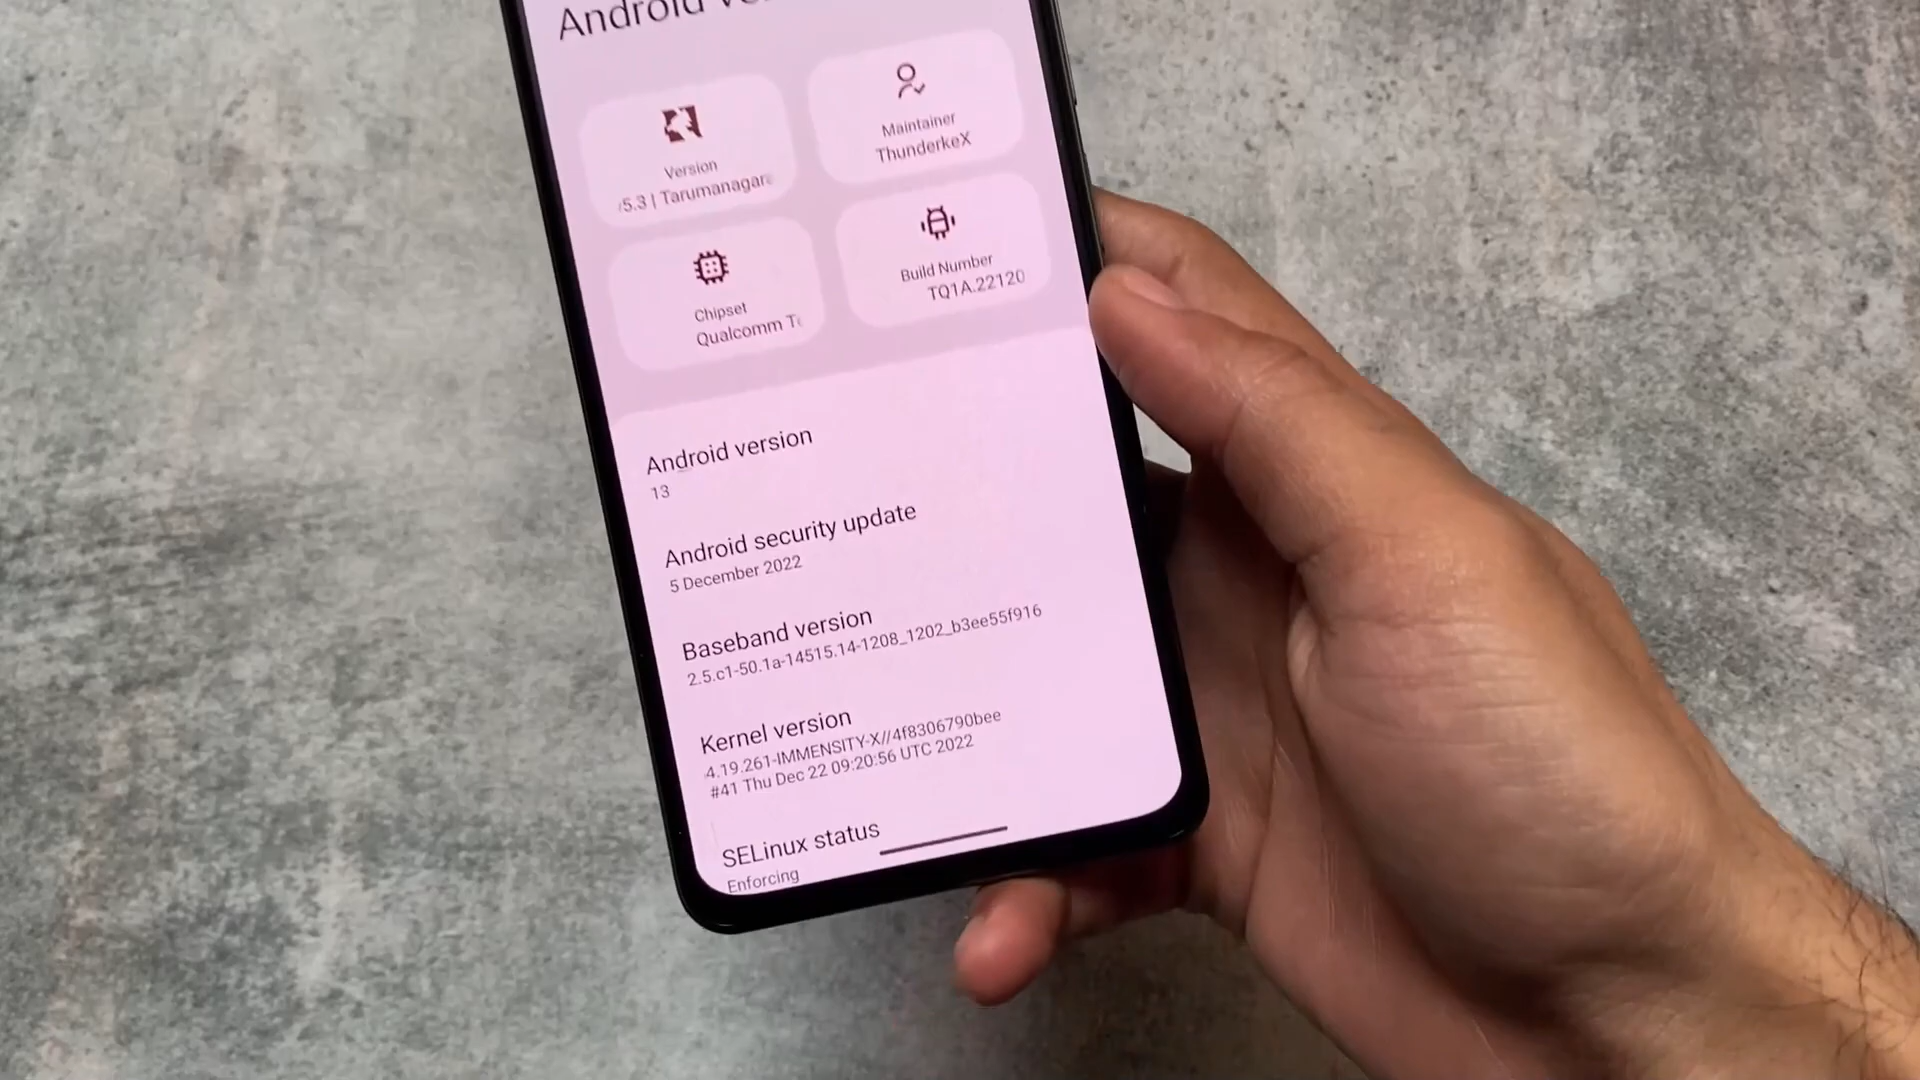 Android
Version
5.3 | Tarumanagar
Maintainer
ThunderkeX
Chipset
Qualcomm
Build Number
TQ1A.22120
Android version
13
Android security update
5 December 2022
Baseband version
2.5.c1-50.1a-14515.14-1208_1202_b3ee55f916
Kernel version
4.19.261-IMMENSITY-X//4f8306790bee
#41 Thu Dec 22 09:20:56 UTC 2022
SELinux status
Enforcing